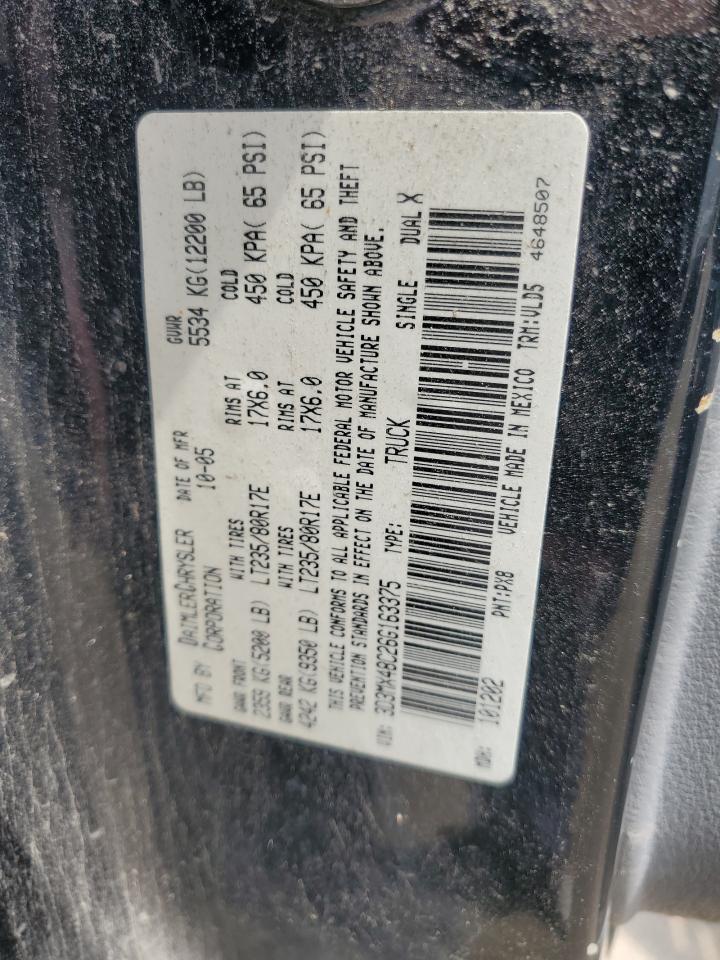 MFD BY DAIMLERCHRYSLER CORPORATION DATE OF MFR 10-05 GVWR 5534 KG(12200 LB)
GAWR FRONT WITH TIRES RIMS AT COLD
2353 KG(5200 LB) LT235/80R17E 17X6.0 450 KPA( 65 PSI)
GAWR REAR WITH TIRES RIMS AT COLD
4242 KG(9350 LB) LT235/80R17E 17X6.0 450 KPA( 65 PSI)
THIS VEHICLE CONFORMS TO ALL APPLICABLE FEDERAL MOTOR VEHICLE SAFETY AND THEFT
PREVENTION STANDARDS IN EFFECT ON THE DATE OF MANUFACTURE SHOWN ABOVE.
VIN: 3D3MX48C26G163375 TYPE: TRUCK SINGLE DUAL X
MDH: 101202 PNT:PX8 VEHICLE MADE IN MEXICO TRM:VLD5 4648507